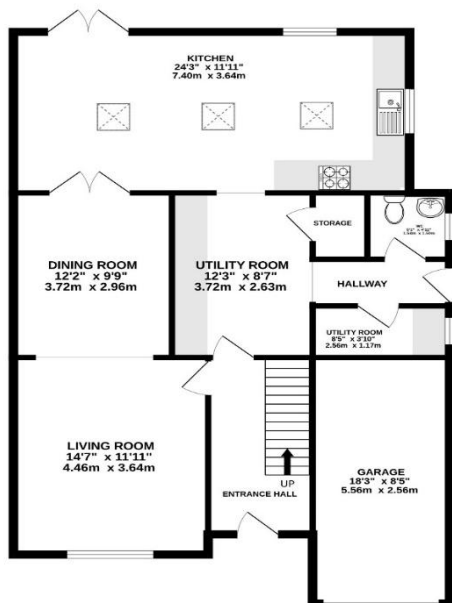 KITCHEN
24'3" x 11'11"
7.40m x 3.64m
STORAGE
DINING ROOM
12'2" x 9'9"
3.72m x 2.96m
UTILITY ROOM
12'3" x 8'7"
3.72m x 2.63m
HALLWAY
UTILITY ROOM
8'5" x 3'10"
2.56m x 1.17m
LIVING ROOM
14'7" x 11'11"
4.46m x 3.64m
UP
ENTRANCE HALL
GARAGE
18'3" x 8'5"
5.56m x 2.56m